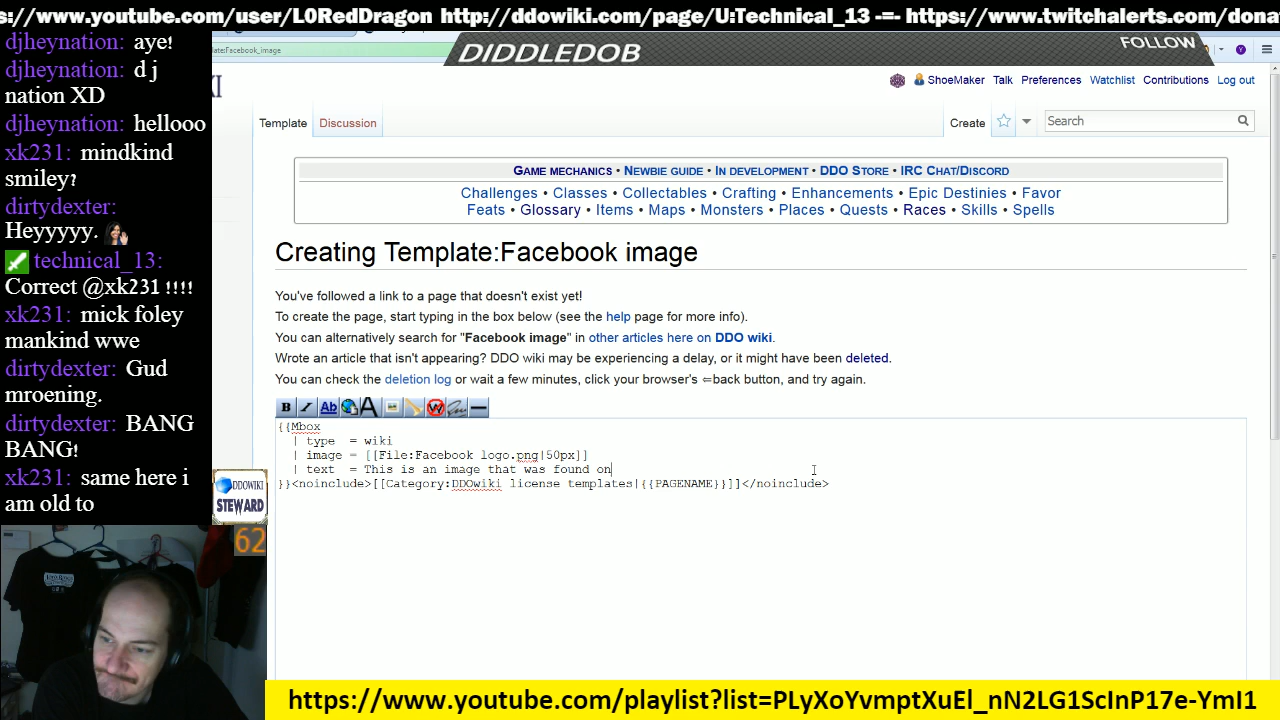 s://www.youtube.com/user/L0RedDragon http://ddowiki.com/page/U:Technical_13 -=- https://www.twitchalerts.com/dona
djheynation: aye!
djheynation: d j
nation XD
djheynation: hellooo
xk231: mindkind
smiley?
dirtydexter:
Heyyyyy.
technical_13:
Correct @xk231 !!!!
xk231: mick foley
mankind wwe
dirtydexter: Gud
mroening.
dirtydexter: BANG
BANG!
xk231: same here i
am old to
DDOWIKI
STEWARD
62
te:Facebook_image
DIDDLEDOB
FOLLOW
KI
ShoeMaker Talk Preferences Watchlist Contributions Log out
Template Discussion
Create
Search
GAME MECHANICS • NEWBIE GUIDE • IN DEVELOPMENT • DDO STORE • IRC CHAT/DISCORD
Challenges • Classes • Collectables • Crafting • Enhancements • Epic Destinies • Favor
Feats • Glossary • Items • Maps • Monsters • Places • Quests • Races • Skills • Spells
Creating Template:Facebook image
You've followed a link to a page that doesn't exist yet!
To create the page, start typing in the box below (see the help page for more info).
You can alternatively search for "Facebook image" in other articles here on DDO wiki.
Wrote an article that isn't appearing? DDO wiki may be experiencing a delay, or it might have been deleted.
You can check the deletion log or wait a few minutes, click your browser's ⇐back button, and try again.
B I Ab A W
{{Mbox
| type = wiki
| image = [[File:Facebook logo.png|50px]]
| text = This is an image that was found on
}}<noinclude>[[Category:DDOwiki license templates|{{PAGENAME}}]]</noinclude>
https://www.youtube.com/playlist?list=PLyXoYvmptXuEl_nN2LG1ScInP17e-YmI1